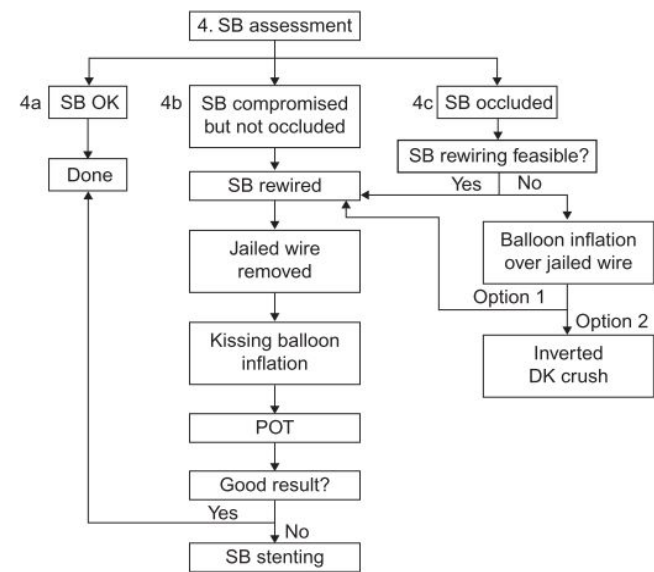 4. SB assessment
4a
SB OK
4b
SB compromised
but not occluded
4c
SB occluded
Done
SB rewiring feasible?
Yes
No
SB rewired
Jailed wire
removed
Balloon inflation
over jailed wire
Option 1
Option 2
Kissing balloon
inflation
Inverted
DK crush
POT
Good result?
Yes
No
SB stenting